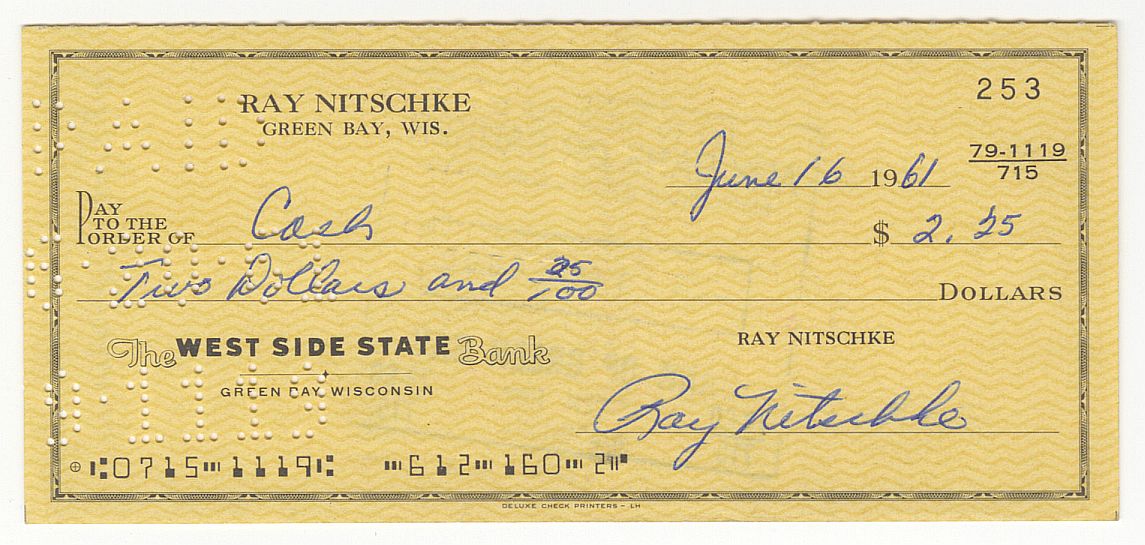 253
RAY NITSCHKE
GREEN BAY, WIS.
79-1119
715
June 16 1961
PAY TO THE ORDER OF Cash $ 2.25
Two Dollars and 25/100 DOLLARS
The WEST SIDE STATE Bank
GREEN BAY, WISCONSIN
RAY NITSCHKE
Ray Nitschke
⑆0715⑉1119⑆ ⑉612⑉160⑉2⑈
DELUXE CHECK PRINTERS - LH